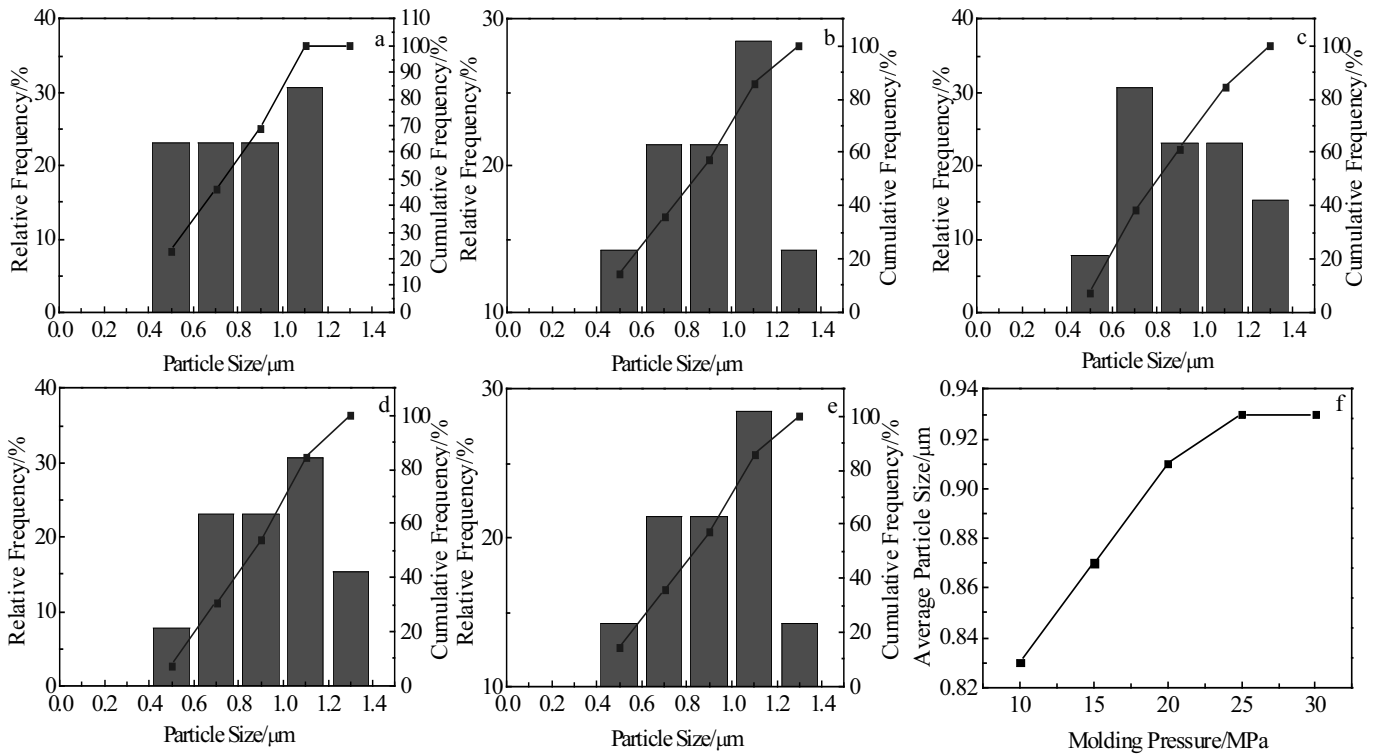 a
Relative Frequency/%
40
30
20
10
0
Cumulative Frequency/%
110
100
90
80
70
60
50
40
30
20
10
0
0.0 0.2 0.4 0.6 0.8 1.0 1.2 1.4
Particle Size/μm
b
Relative Frequency/%
30
20
10
Cumulative Frequency/%
100
80
60
40
20
0
0.0 0.2 0.4 0.6 0.8 1.0 1.2 1.4
Particle Size/μm
c
Relative Frequency/%
40
30
20
10
0
Cumulative Frequency/%
100
80
60
40
20
0
0.0 0.2 0.4 0.6 0.8 1.0 1.2 1.4
Particle Size/μm
d
Relative Frequency/%
40
30
20
10
0
Cumulative Frequency/%
100
80
60
40
20
0
0.0 0.2 0.4 0.6 0.8 1.0 1.2 1.4
Particle Size/μm
e
Relative Frequency/%
30
20
10
Cumulative Frequency/%
100
80
60
40
20
0
0.0 0.2 0.4 0.6 0.8 1.0 1.2 1.4
Particle Size/μm
f
Average Particle Size/μm
0.94
0.92
0.90
0.86
0.84
0.82
10 15 20 25 30
Molding Pressure/MPa